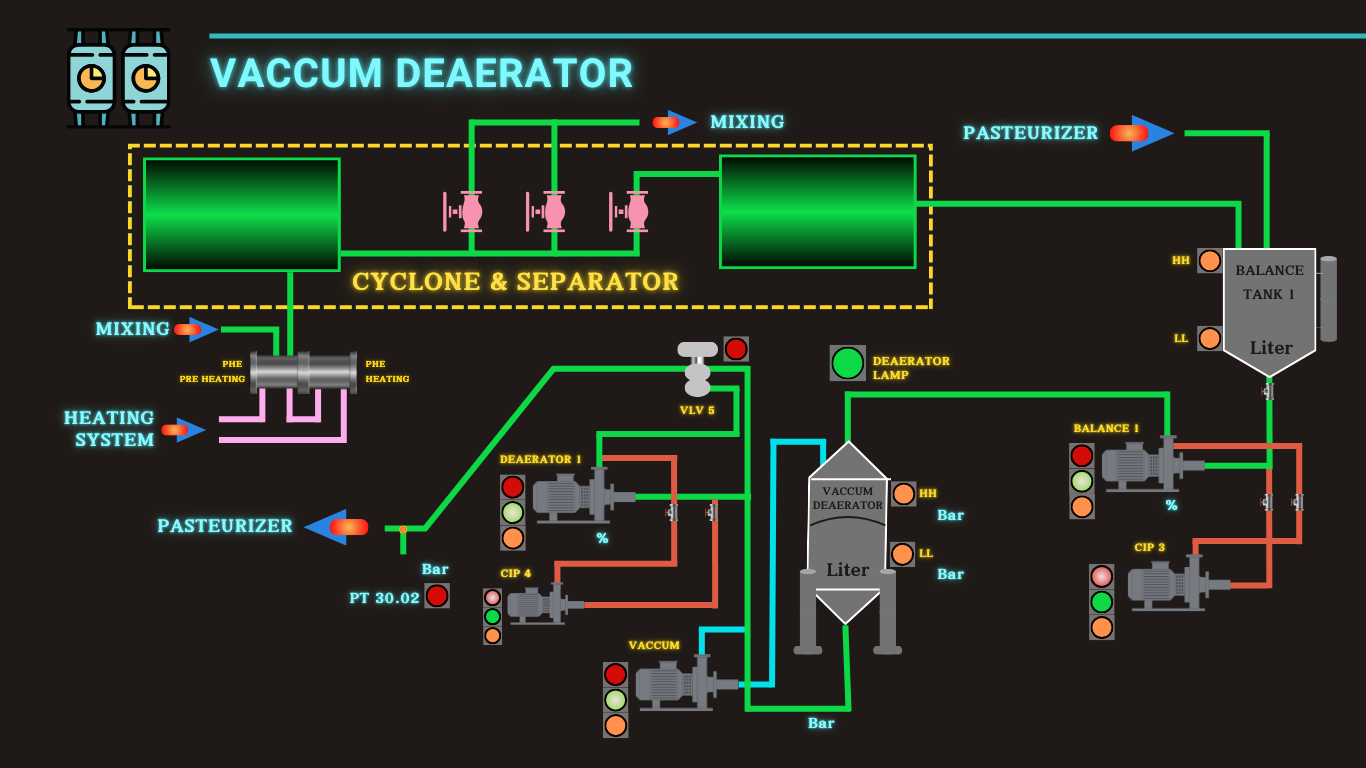 VACCUM DEAERATOR
MIXING
PASTEURIZER
CYCLONE & SEPARATOR
HH
BALANCE
TANK 1
LL
Liter
MIXING
PHE
PRE HEATING
PHE
HEATING
HEATING
SYSTEM
VLV 5
DEAERATOR
LAMP
BALANCE 1
%
DEAERATOR 1
%
VACCUM
DEAERATOR
HH
Bar
LL
Bar
Liter
PASTEURIZER
Bar
PT 30.02
CIP 4
CIP 3
VACCUM
Bar